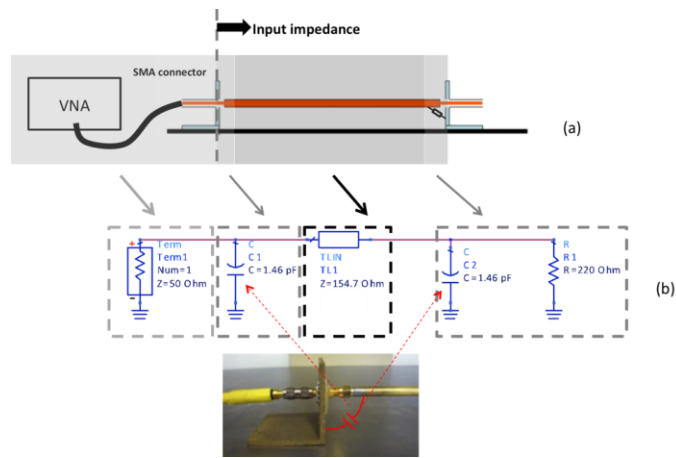 Input impedance
SMA connector
VNA
(a)
Term
Term1
Num=1
Z=50 Ohm
C
C1
C=1.46 pF
TLIN
TL1
Z=154.7 Ohm
C
C2
C=1.46 pF
R
R1
R=220 Ohm
(b)